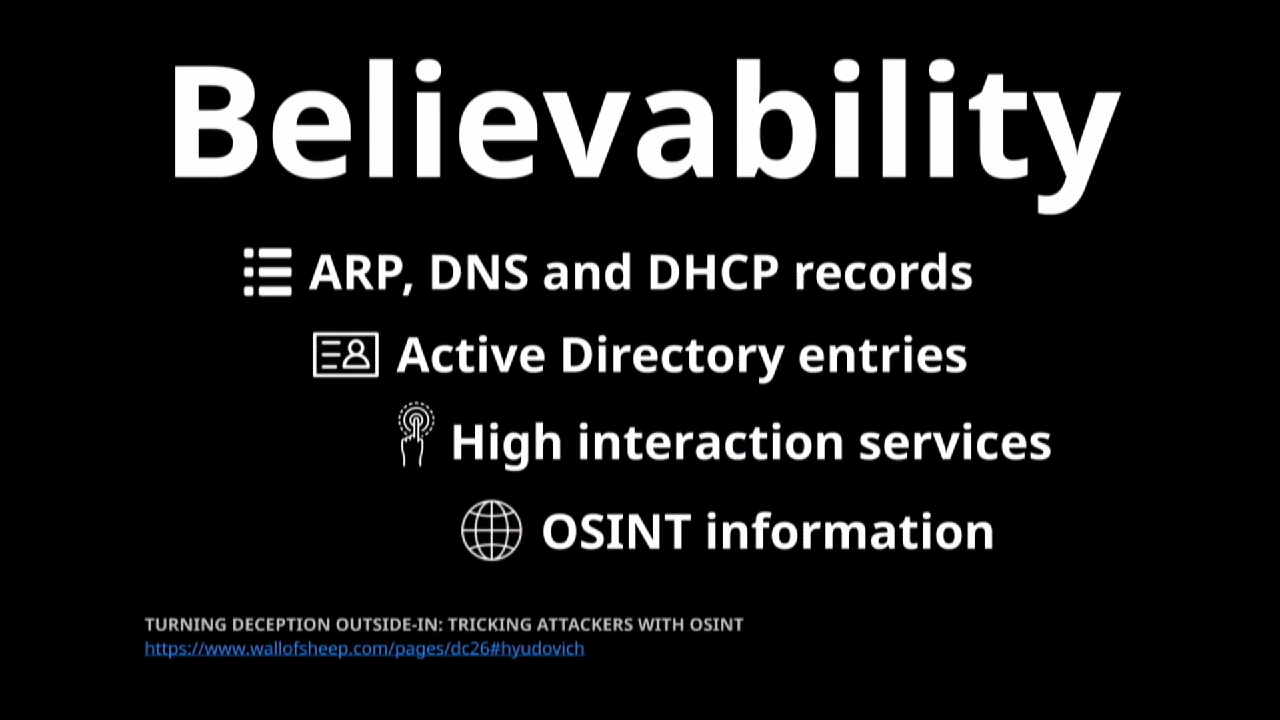 Believability
ARP, DNS and DHCP records
Active Directory entries
High interaction services
OSINT information
TURNING DECEPTION OUTSIDE-IN: TRICKING ATTACKERS WITH OSINT
https://www.wallofsheep.com/pages/dc26#hyudovich